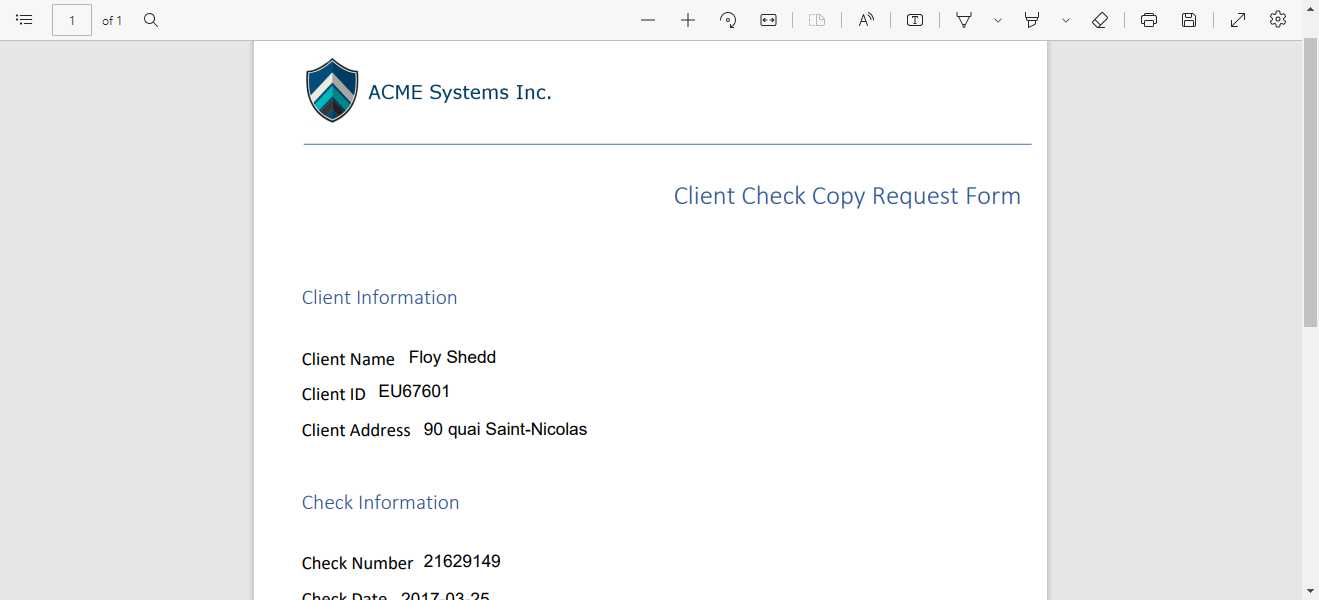 1 of 1
ACME Systems Inc.
Client Check Copy Request Form
Client Information
Client Name Floy Shedd
Client ID EU67601
Client Address 90 quai Saint-Nicolas
Check Information
Check Number 21629149
Check Date 2017-03-25